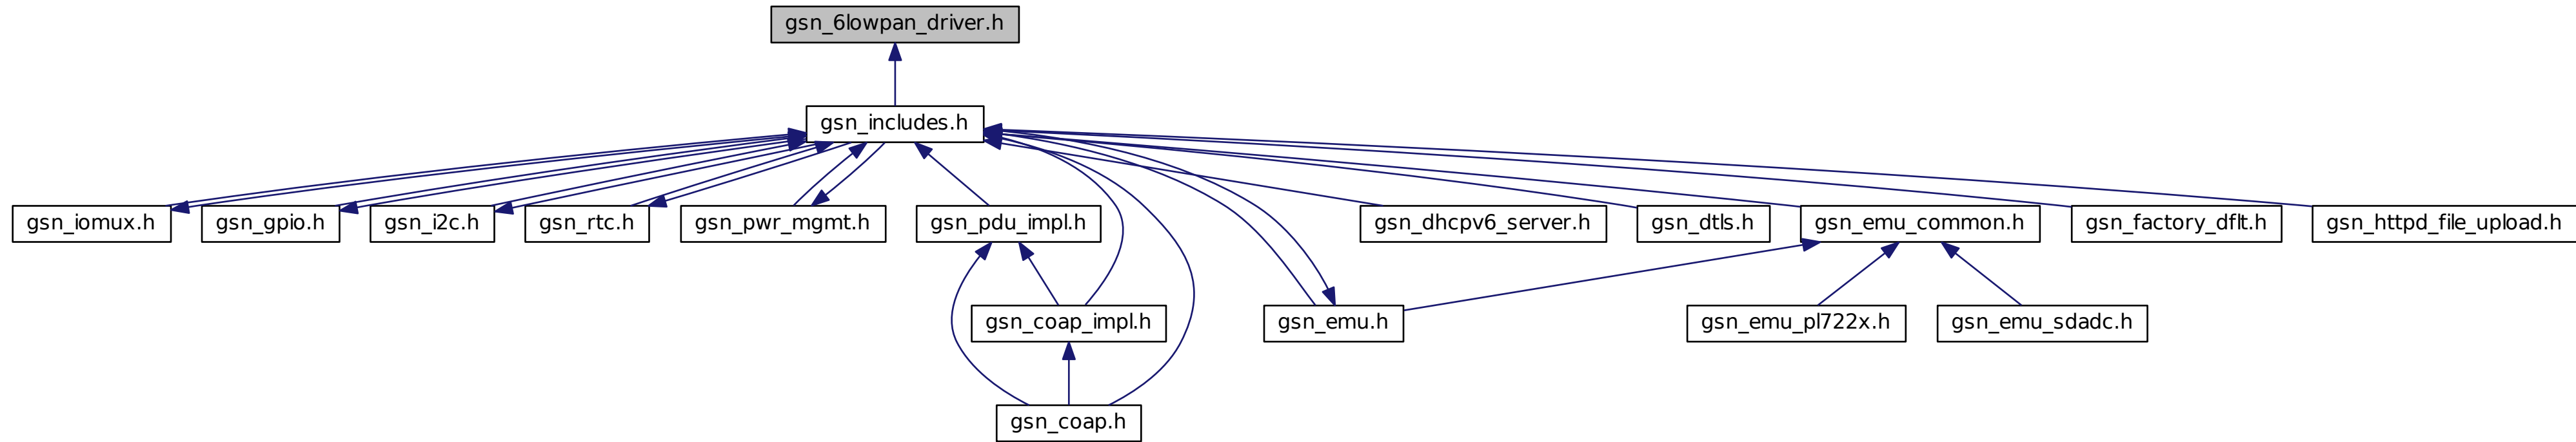 gsn_6lowpan_driver.h
gsn_includes.h
gsn_iomux.h
gsn_gpio.h
gsn_i2c.h
gsn_rtc.h
gsn_pwr_mgmt.h
gsn_pdu_impl.h
gsn_dhcpv6_server.h
gsn_dtls.h
gsn_emu_common.h
gsn_factory_dflt.h
gsn_httpd_file_upload.h
gsn_coap_impl.h
gsn_emu.h
gsn_emu_pl722x.h
gsn_emu_sdadc.h
gsn_coap.h